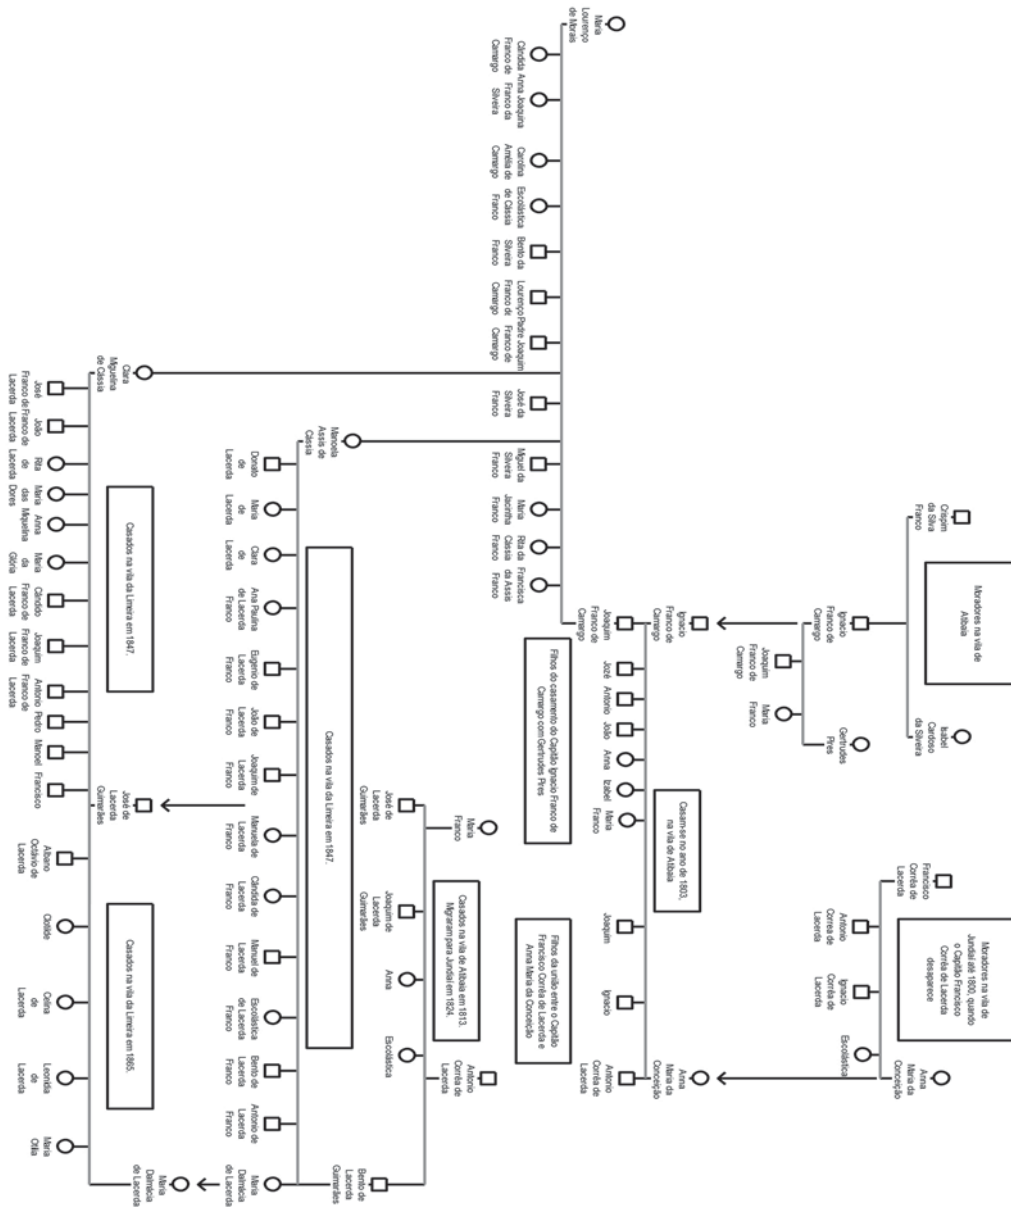 Crispim
da Silva
Franco
Moradores na vila de
Atibaia
Isabel
Cardoso
da Silveira
Francisco
Corrêa de
Lacerda
Moradores na vila de
Jundiaí até 1800, quando
o Capitão Francisco
Corrêa de Lacerda
desaparece
Anna
Maria da
Conceição
Ignacio
Franco de
Camargo
Joaquim
Franco de
Camargo
Maria
Franco
Gertrudes
Pires
Antonio
Correa de
Lacerda
Ignacio
Corrêa de
Lacerda
Escolástica
Ignacio
Franco de
Camargo
Casam-se no ano de 1803,
na vila de Atibaia
Anna
Maria da
Conceição
Joaquim
Franco de
Camargo
Jozé
Antonio
João
Anna
Izabel
Maria
Franco
Joaquim
Ignacio
Antonio
Corrêa de
Lacerda
Filhos do casamento do Capitão Ignacio Franco de
Camargo com Gertrudes Pires
Filhos da união entre o Capitão
Francisco Corrêa de Lacerda e
Anna Maria da Conceição
Maria
Lourenço
de Morais
Cândida
Franco de
Camargo
Anna Joaquina
Franco da
Silveira
Carolina
Amélia de
Camargo
Escolástica
de Cássia
Franco
Bento da
Silveira
Franco
Lourenço
Franco de
Camargo
Padre Joaquim
Franco de
Camargo
José da
Silveira
Franco
Miguel da
Silveira
Franco
Maria
Jacintha
Franco
Rita da
Cássia
Franco
Francisca
da Assis
Franco
Maria
Franco
Casados na vila de Atibaia em 1813.
Migraram para Jundiaí em 1824.
Antonio
Corrêa de
Lacerda
José de
Lacerda
Guimarães
Joaquim de
Lacerda
Guimarães
Anna
Escolástica
Bento de
Lacerda
Guimarães
Manoela
Assis de
Cássia
Casados na vila da Limeira em 1847.
Maria
Dalmácia
de Lacerda
Donato
de
Lacerda
Maria
de
Lacerda
Clara
de
Lacerda
Ana Paulina
de Lacerda
Franco
Eugenio de
Lacerda
Franco
João de
Lacerda
Franco
Joaquim de
Lacerda
Franco
Manuela de
Lacerda
Franco
Cândida de
Lacerda
Franco
Manuel de
Lacerda
Franco
Escolástica
de Lacerda
Franco
Bento de
Lacerda
Franco
Antonio de
Lacerda
Franco
Clara
Miguelina
de Cássia
Casados na vila da Limeira em 1847.
José de
Lacerda
Guimarães
Casados na vila da Limeira em 1865.
Maria
Dalmácia
de Lacerda
José
Franco de
Lacerda
João
Franco de
Lacerda
Rita
de
Lacerda
Maria
das
Dores
Anna
Miquelina
Maria
da
Glória
Cândido
Franco de
Lacerda
Joaquim
Franco de
Lacerda
Antonio
Franco de
Lacerda
Pedro
Manoel
Francisco
Albano
Octávio de
Lacerda
Clotilde
Celina
de
Lacerda
Leonídia
de
Lacerda
Maria
Otília